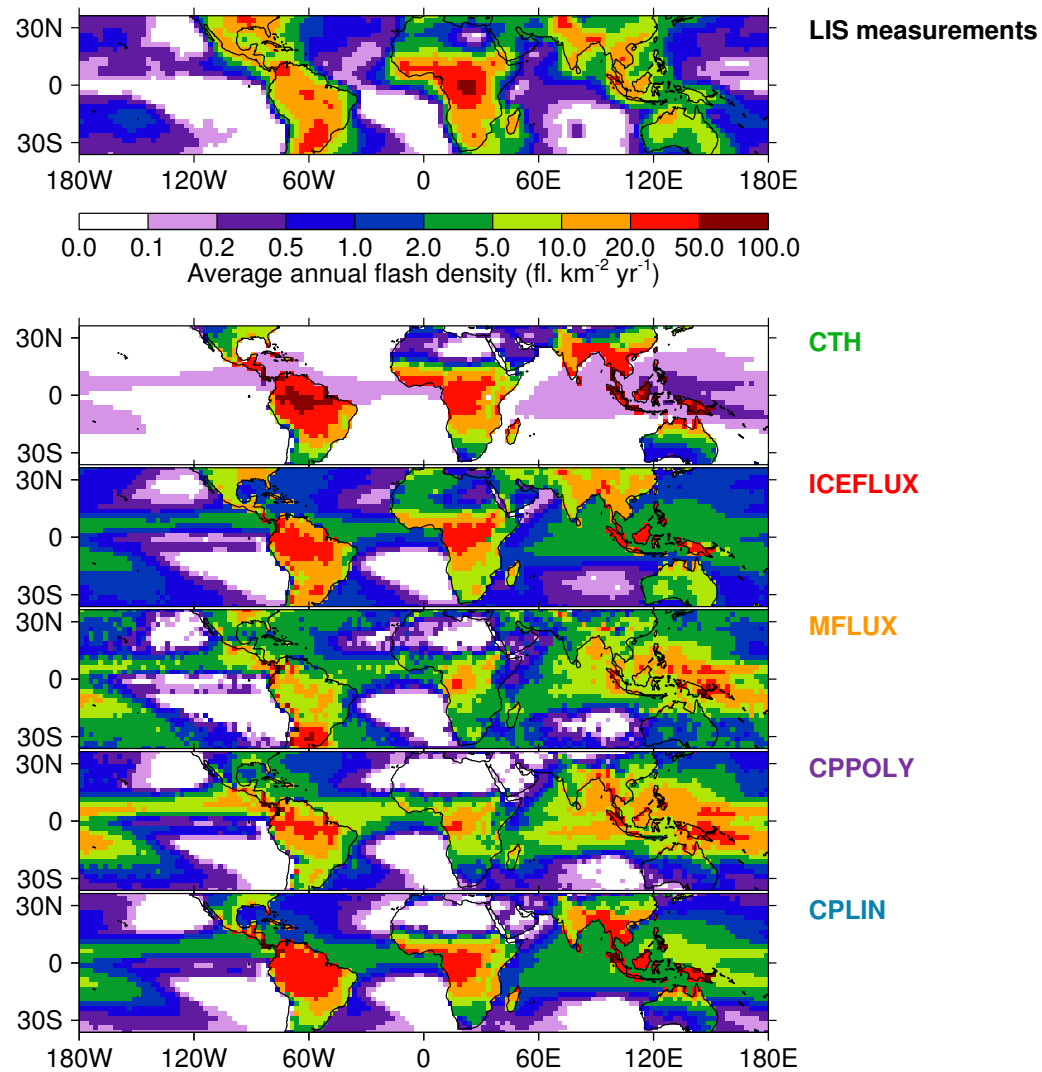 30N
LIS measurements
0
30S
180W 120W 60W 0 60E 120E 180E
0.0 0.1 0.2 0.5 1.0 2.0 5.0 10.0 20.0 50.0 100.0
Average annual flash density (fl. km⁻² yr⁻¹)
30N
CTH
0
30S
30N
ICEFLUX
0
30S
30N
MFLUX
0
30S
30N
CPPOLY
0
30S
30N
CPLIN
0
30S
180W 120W 60W 0 60E 120E 180E